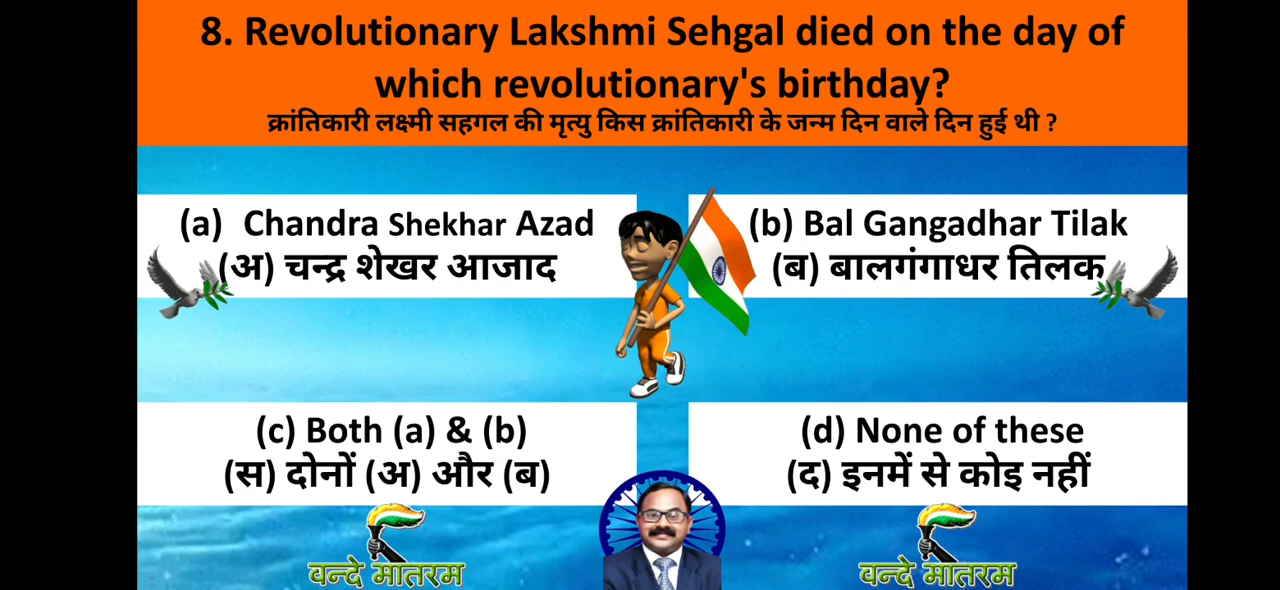 8. Revolutionary Lakshmi Sehgal died on the day of
which revolutionary's birthday?
क्रांतिकारी लक्ष्मी सहगल की मृत्यु किस क्रांतिकारी के जन्म दिन वाले दिन हुई थी ?
(a) Chandra Shekhar Azad
(अ) चन्द्र शेखर आजाद
(b) Bal Gangadhar Tilak
(ब) बालगंगाधर तिलक
(c) Both (a) & (b)
(स) दोनों (अ) और (ब)
(d) None of these
(द) इनमें से कोइ नहीं
वन्दे मातरम
वन्दे मातरम